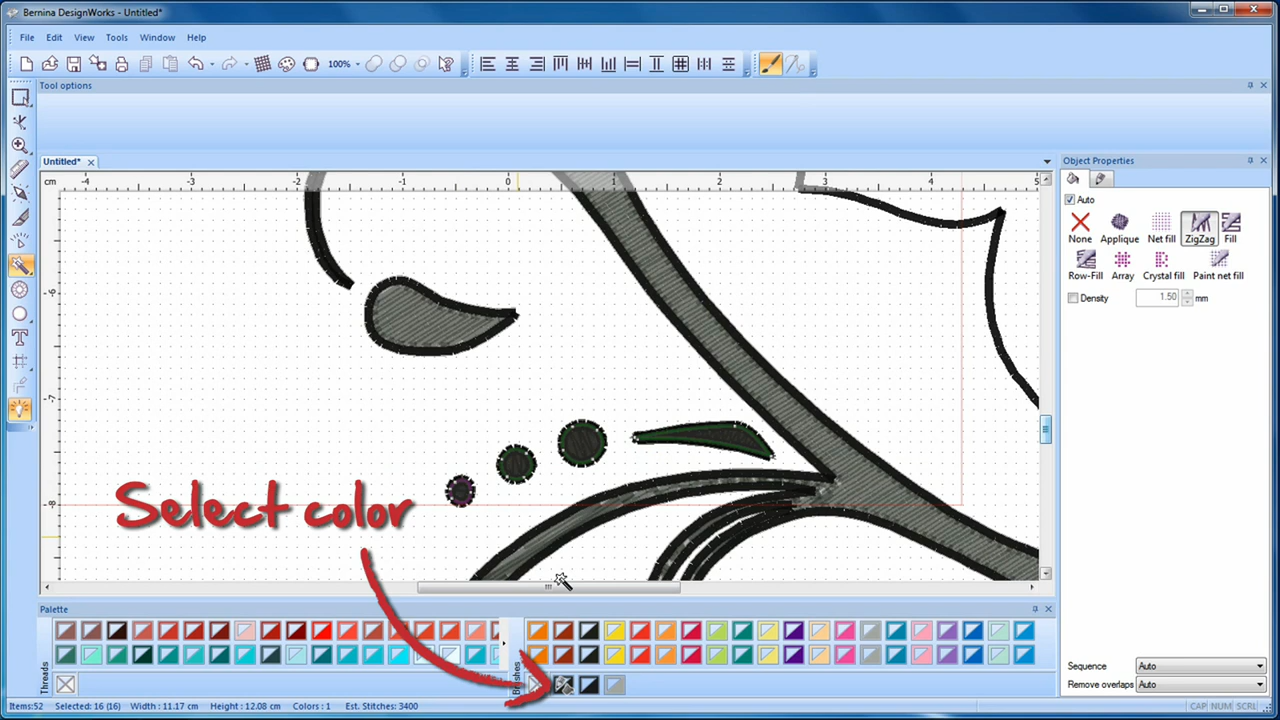 Bernina DesignWorks - Untitled*
File Edit View Tools Window Help
100%
Tool options
Untitled*
cm -4 -3 -2 -1 0 1 2 3 4 5
-6
-7
-8
Select color
Object Properties
Auto
None Applique Net fill ZigZag Fill
Row-Fill Array Crystal fill Paint net fill
Density 1.50 mm
Sequence Auto
Remove overlaps Auto
Palette
Threads
Brushes
Items:52 Selected: 16 (16) Width : 11.17 cm Height : 12.08 cm Colors : 1 Est. Stitches: 3400 CAP NUM SCRL